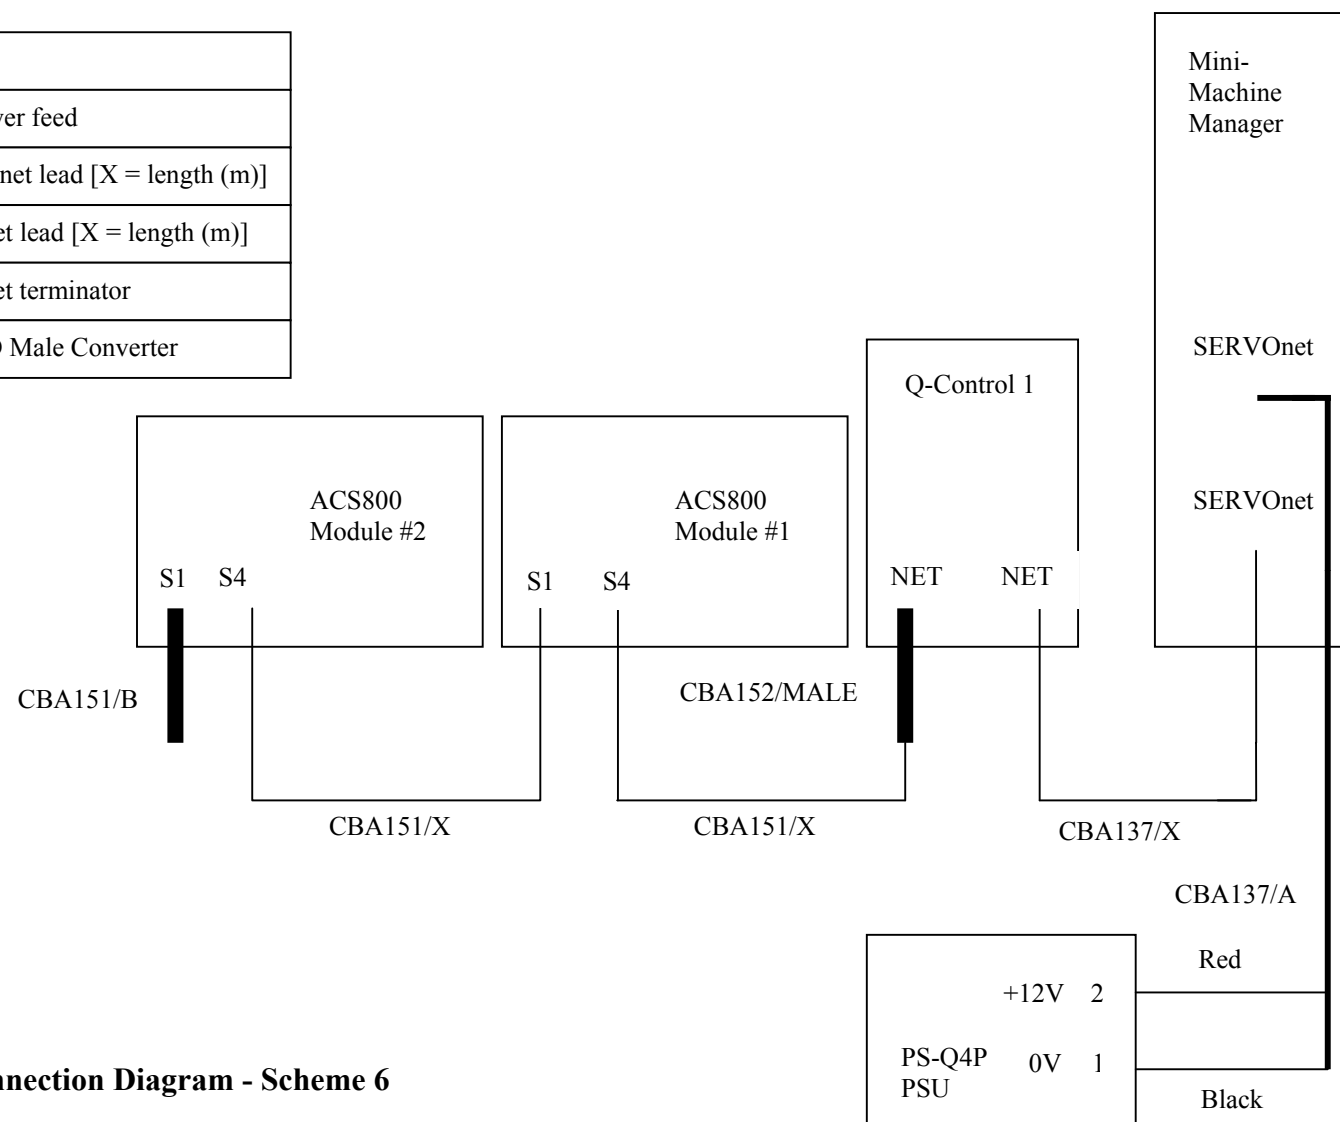 ver feed
net lead [X = length (m)]
et lead [X = length (m)]
et terminator
Male Converter
Mini-
Machine
Manager
SERVOnet
Q-Control 1
SERVOnet
ACS800
Module #2
ACS800
Module #1
S1 S4
S1 S4
NET NET
CBA151/B
CBA152/MALE
CBA151/X
CBA151/X
CBA137/X
CBA137/A
Red
+12V 2
PS-Q4P
PSU
0V 1
Black
nnection Diagram - Scheme 6